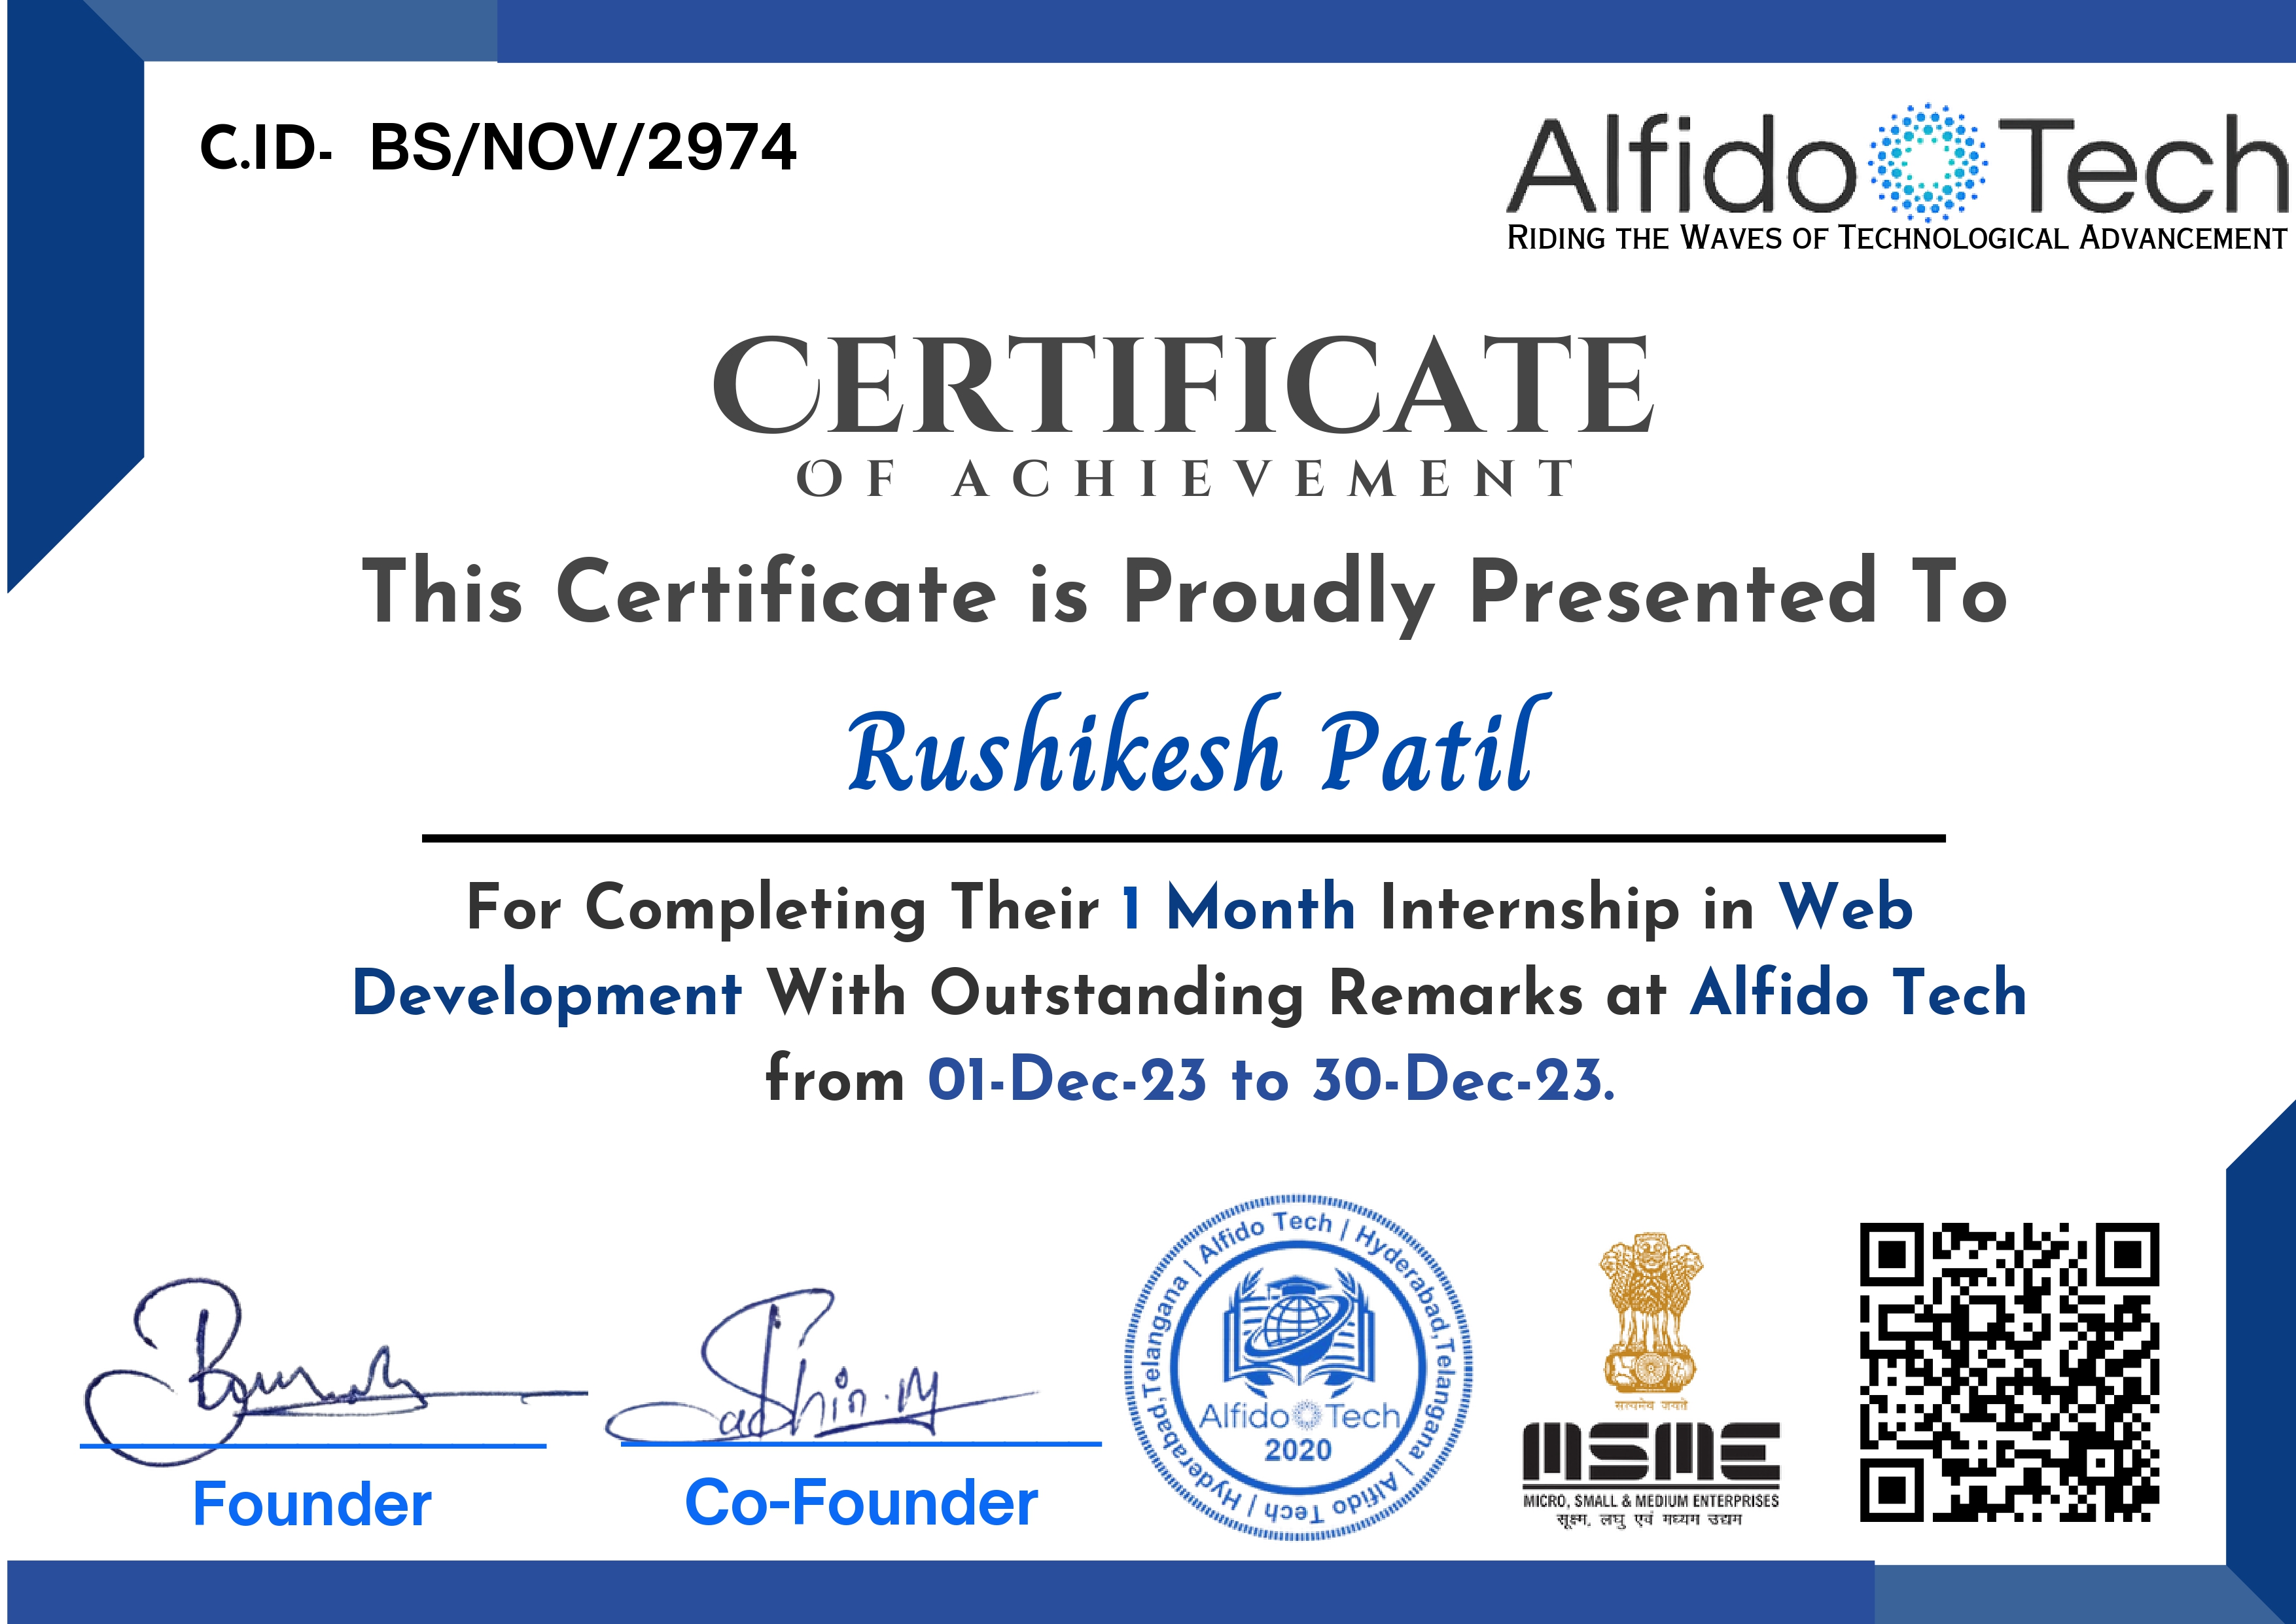 C.ID- BS/NOV/2974
Alfido Tech
RIDING THE WAVES OF TECHNOLOGICAL ADVANCEMENT
CERTIFICATE
OF ACHIEVEMENT
This Certificate is Proudly Presented To
Rushikesh Patil
For Completing Their 1 Month Internship in Web
Development With Outstanding Remarks at Alfido Tech
from 01-Dec-23 to 30-Dec-23.
Sachin.M
Founder
Co-Founder
Alfido Tech | Hyderabad,Telangana | Alfido Tech | Hyderabad,Telangana |
Alfido Tech
2020
सत्यमेव जयते
MSME
MICRO, SMALL & MEDIUM ENTERPRISES
सूक्ष्म, लघु एवं मध्यम उद्यम